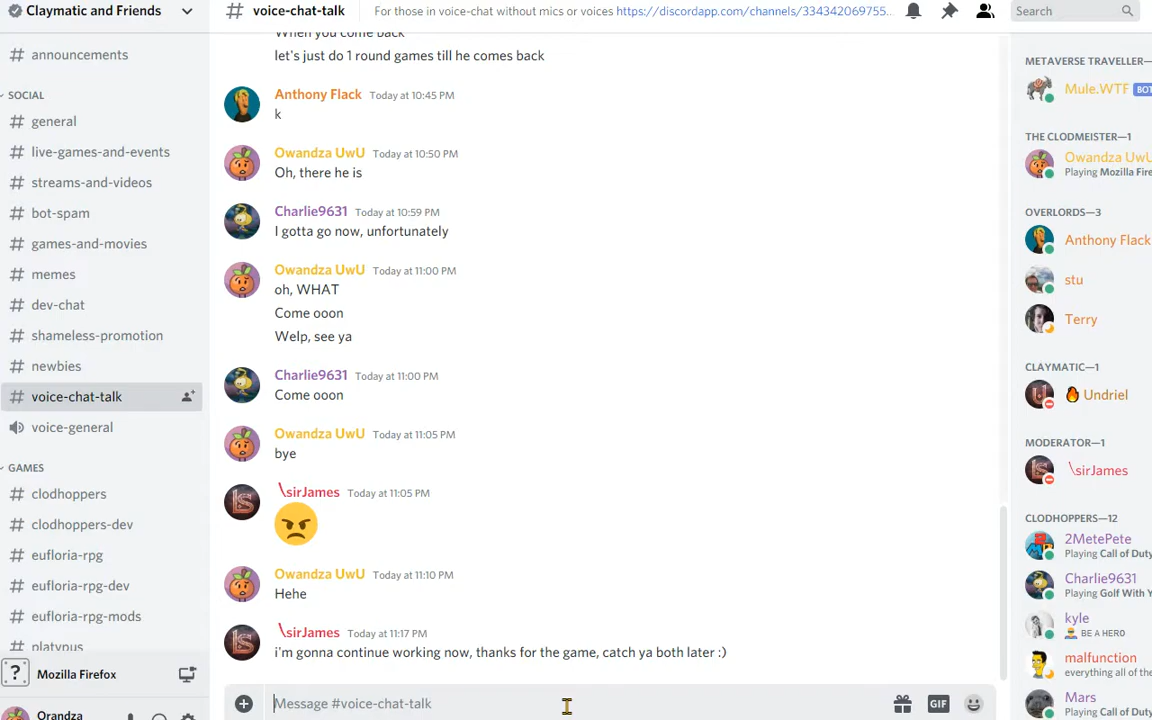 Claymatic and Friends
# voice-chat-talk
For those in voice-chat without mics or voices https://discordapp.com/channels/334342069755...
Search
# announcements
SOCIAL
# general
# live-games-and-events
# streams-and-videos
# bot-spam
# games-and-movies
# memes
# dev-chat
# shameless-promotion
# newbies
# voice-chat-talk
voice-general
GAMES
# clodhoppers
# clodhoppers-dev
# eufloria-rpg
# eufloria-rpg-dev
# eufloria-rpg-mods
# platypus
? Mozilla Firefox
Orandza
When you come back
let's just do 1 round games till he comes back
Anthony Flack Today at 10:45 PM
k
Owandza UwU Today at 10:50 PM
Oh, there he is
Charlie9631 Today at 10:59 PM
I gotta go now, unfortunately
Owandza UwU Today at 11:00 PM
oh, WHAT
Come ooon
Welp, see ya
Charlie9631 Today at 11:00 PM
Come ooon
Owandza UwU Today at 11:05 PM
bye
\sirJames Today at 11:05 PM
Owandza UwU Today at 11:10 PM
Hehe
\sirJames Today at 11:17 PM
i'm gonna continue working now, thanks for the game, catch ya both later :)
Message #voice-chat-talk
GIF
METAVERSE TRAVELLER—
Mule.WTF BOT
THE CLODMEISTER—1
Owandza UwU
Playing Mozilla Fire
OVERLORDS—3
Anthony Flack
stu
Terry
CLAYMATIC—1
Undriel
MODERATOR—1
\sirJames
CLODHOPPERS—12
2MetePete
Playing Call of Duty
Charlie9631
Playing Golf With Y
kyle
BE A HERO
malfunction
everything all of the
Mars
Playing Call of Duty